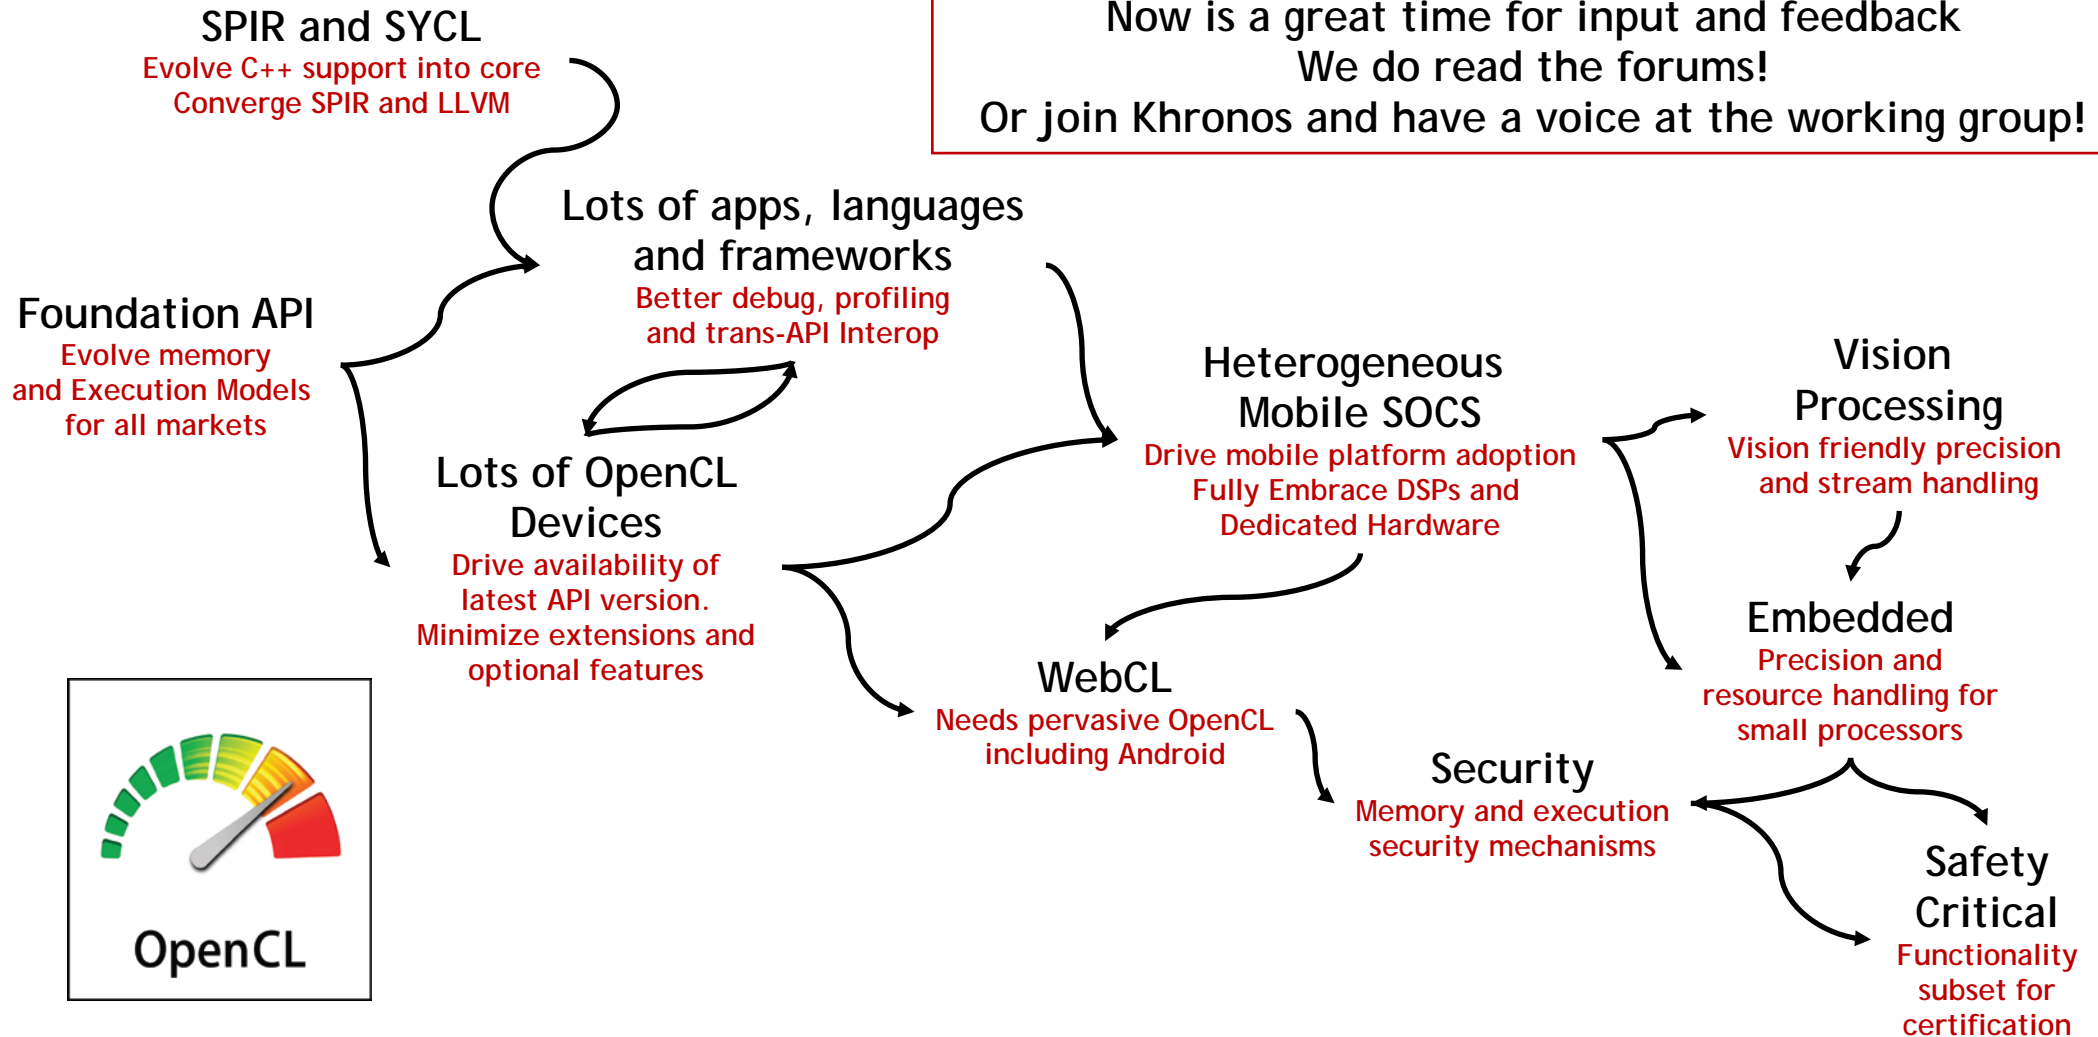 SPIR and SYCL
Evolve C++ support into core
Converge SPIR and LLVM
Now is a great time for input and feedback
We do read the forums!
Or join Khronos and have a voice at the working group!
Lots of apps, languages
and frameworks
Better debug, profiling
and trans-API Interop
Foundation API
Evolve memory
and Execution Models
for all markets
Lots of OpenCL
Devices
Drive availability of
latest API version.
Minimize extensions and
optional features
Heterogeneous
Mobile SOCS
Drive mobile platform adoption
Fully Embrace DSPs and
Dedicated Hardware
Vision
Processing
Vision friendly precision
and stream handling
Embedded
Precision and
resource handling for
small processors
WebCL
Needs pervasive OpenCL
including Android
Security
Memory and execution
security mechanisms
Safety
Critical
Functionality
subset for
certification
OpenCL